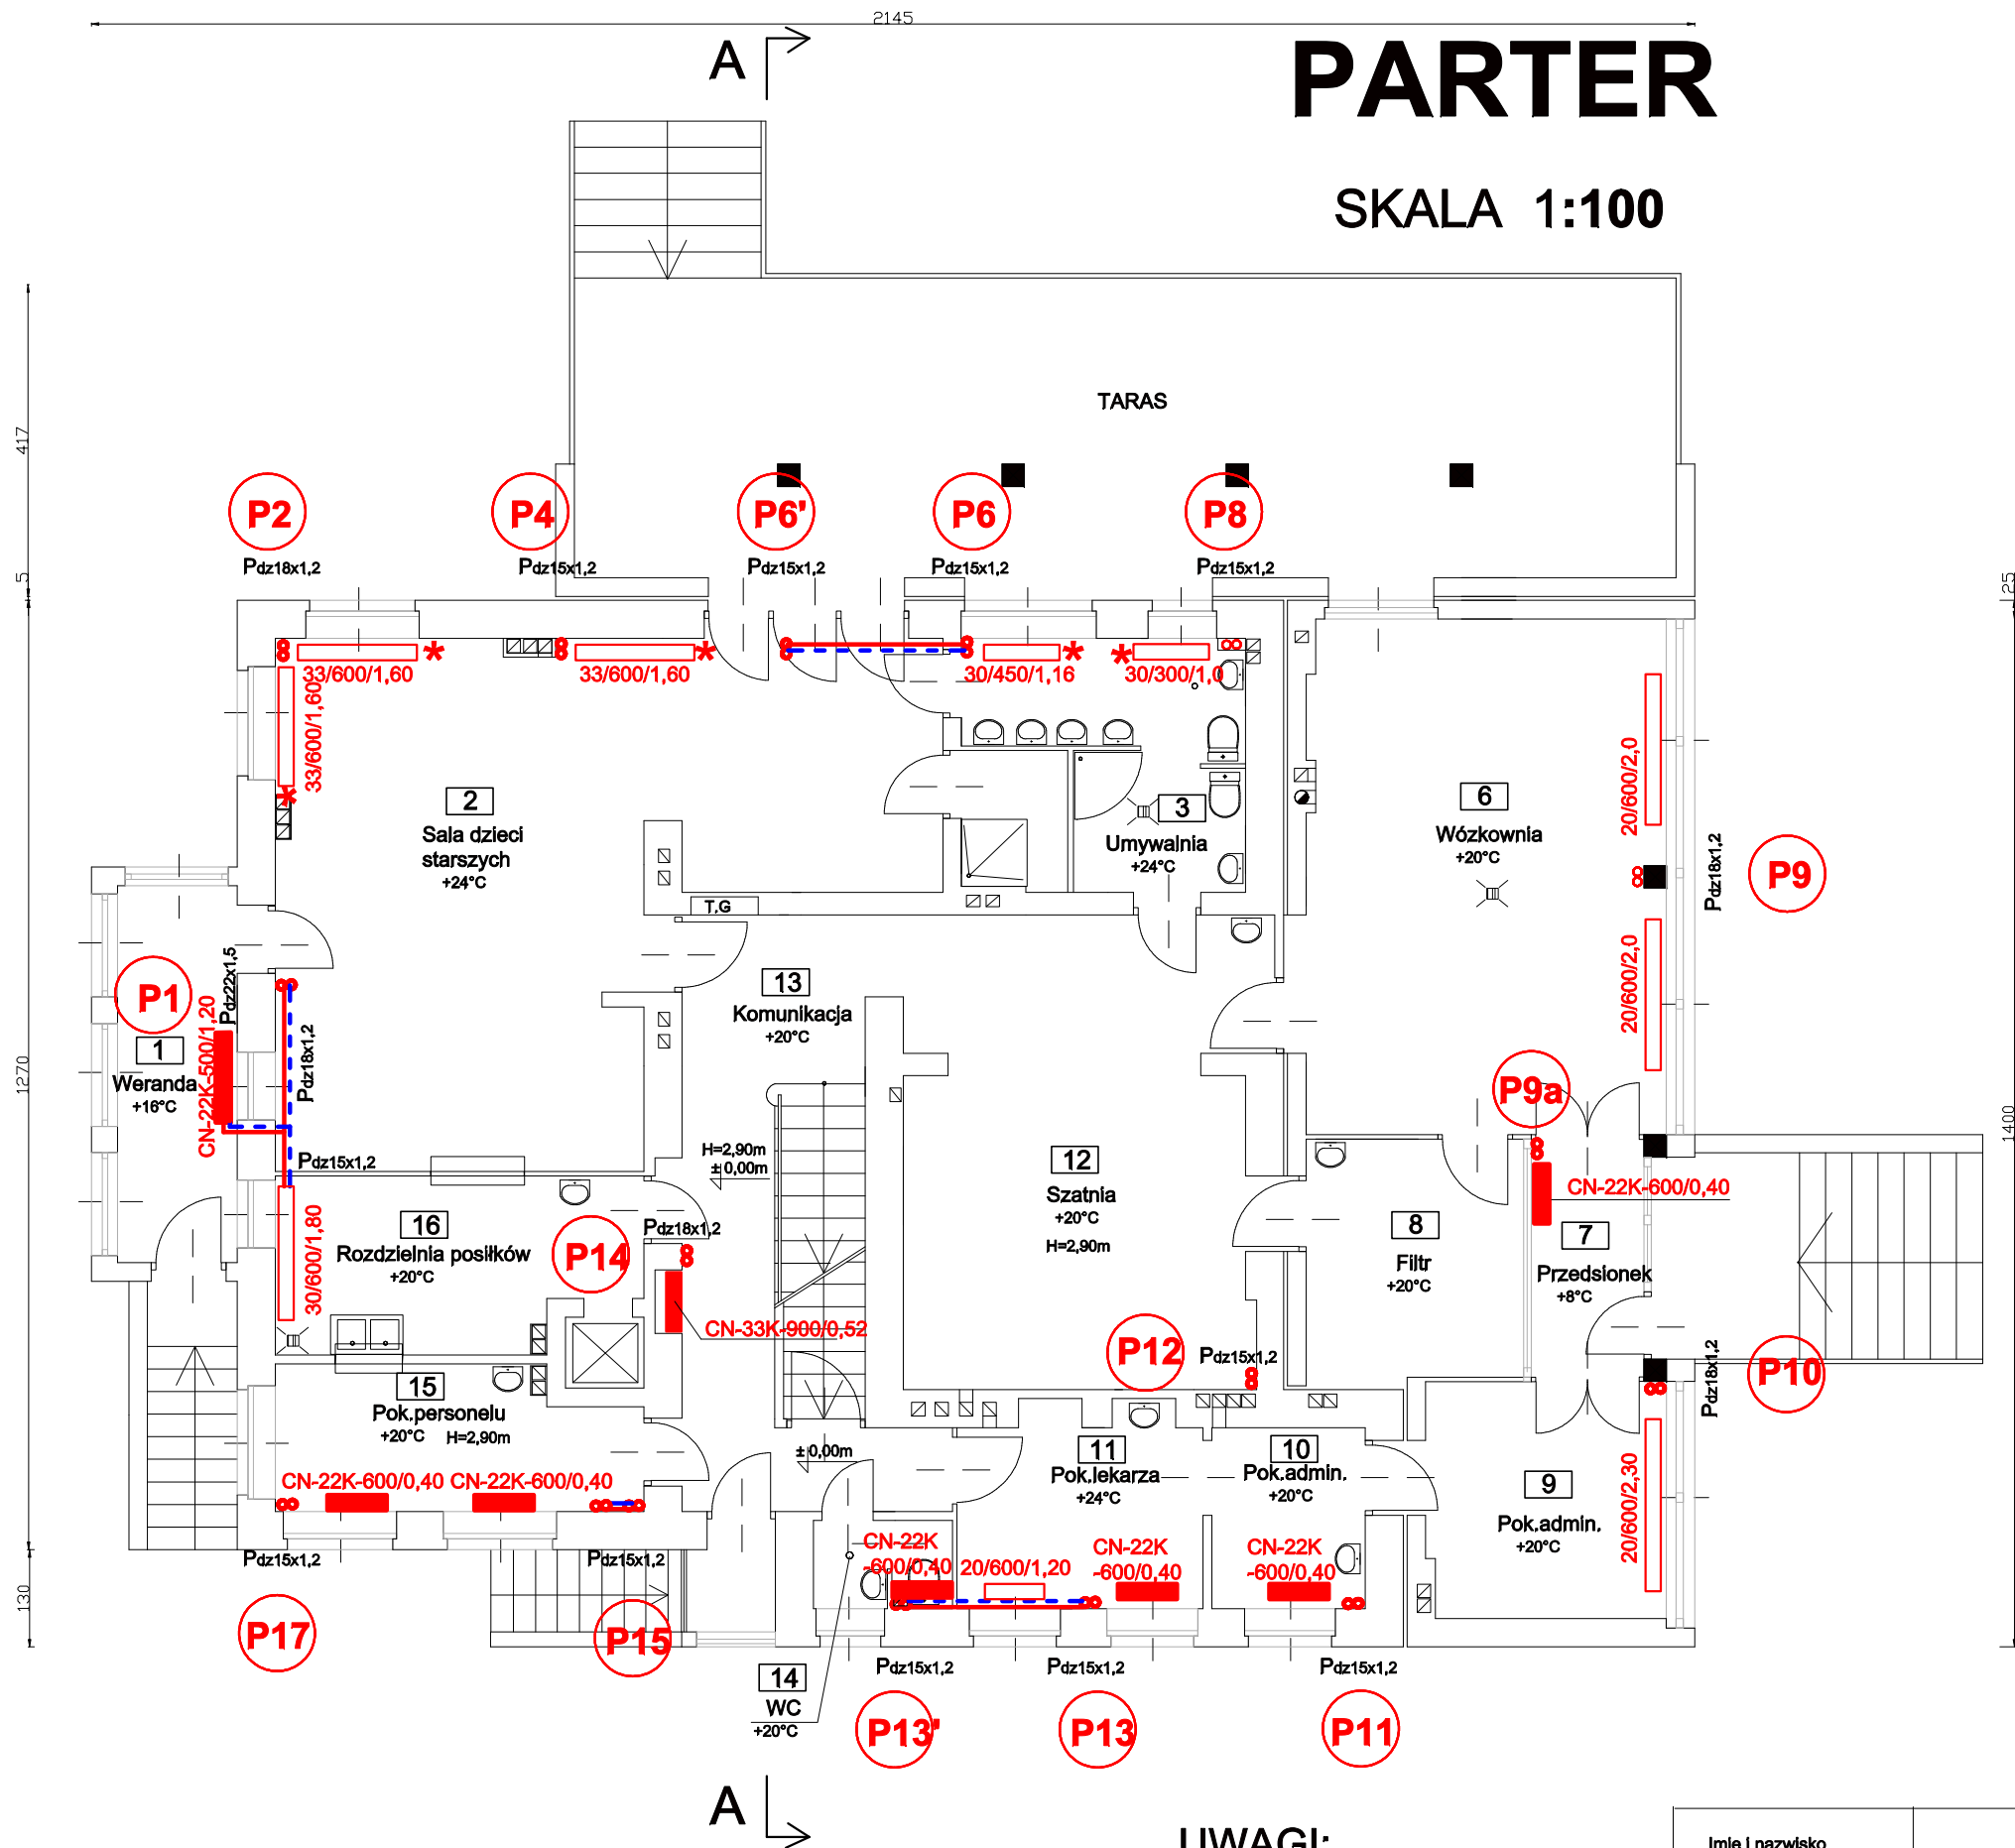 2145
A
PARTER
SKALA 1:100
417
TARAS
P2
P4
P6'
P6
P8
Pdz18x1,2
Pdz15x1,2
Pdz15x1,2
Pdz15x1,2
Pdz15x1,2
5
25
33/600/1,60
33/600/1,60
30/450/1,16
30/300/1,0
33/600/1,60
20/600/2,0
2
Sala dzieci
starszych
+24°C
3
Umywalnia
+24°C
6
Wózkownia
+20°C
Pdz18x1,2
P9
T,G
20/600/2,0
P1
Pdz22x1,5
CN-22K-500/1,20
1
Weranda
+16°C
Pdz18x1,2
13
Komunikacja
+20°C
1270
1400
P9a
Pdz15x1,2
H=2,90m
±0,00m
12
Szatnia
+20°C
H=2,90m
CN-22K-600/0,40
16
Rozdzielnia posiłków
+20°C
30/600/1,80
P14
Pdz18x1,2
8
Filtr
+20°C
7
Przedsionek
+8°C
CN-33K-900/0,52
P12
Pdz15x1,2
Pdz18x1,2
P10
15
Pok.personelu
+20°C H=2,90m
±0,00m
11
Pok.lekarza
+24°C
10
Pok.admin.
+20°C
9
Pok.admin.
+20°C
20/600/2,30
CN-22K-600/0,40 CN-22K-600/0,40
CN-22K
-600/0,40
20/600/1,20
CN-22K
-600/0,40
CN-22K
-600/0,40
Pdz15x1,2
Pdz15x1,2
130
P17
P15
14
WC
+20°C
Pdz15x1,2
Pdz15x1,2
Pdz15x1,2
P13'
P13
P11
A
UWAGI:
Imię i nazwisko